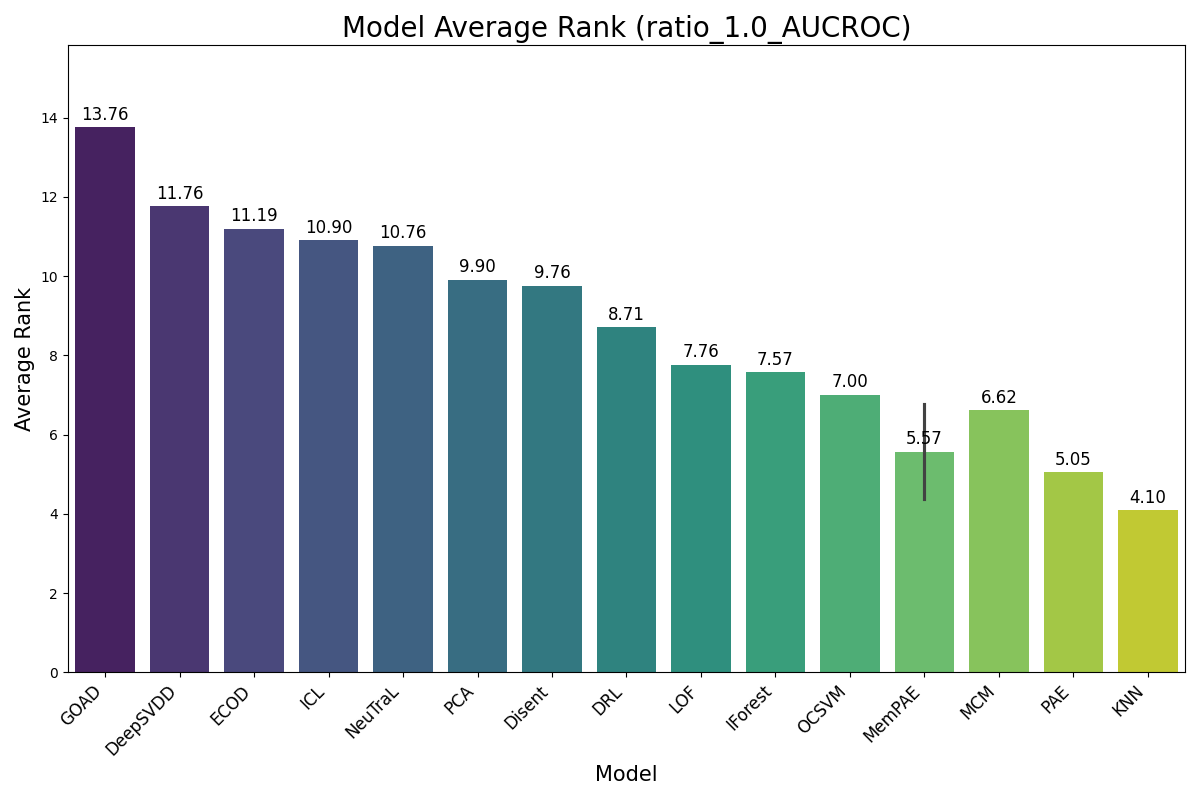 Model Average Rank (ratio_1.0_AUCROC)
Average Rank
14
12
10
8
6
4
2
0
13.76
11.76
11.19
10.90
10.76
9.90
9.76
8.71
7.76
7.57
7.00
5.57
6.62
5.05
4.10
GOAD
DeepSVDD
ECOD
ICL
NeuTraL
PCA
Disent
DRL
LOF
IForest
OCSVM
MemPAE
MCM
PAE
KNN
Model